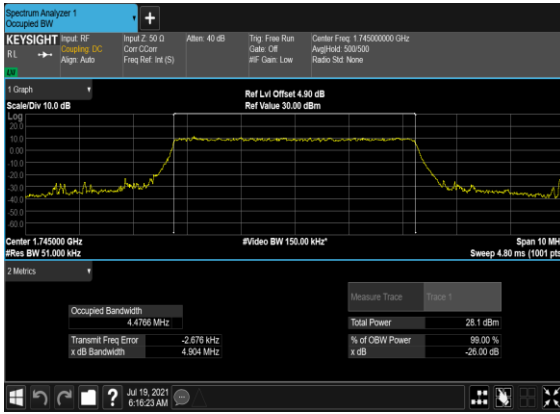 Spectrum Analyzer 1
Occupied BW
KEYSIGHT
RL
Input: RF
Coupling: DC
Align: Auto
Input Z: 50 Ω
Corr CCorr
Freq Ref: Int (S)
Atten: 40 dB
Trig: Free Run
Gate: Off
#IF Gain: Low
Center Freq: 1.745000000 GHz
Avg|Hold: 500/500
Radio Std: None
1 Graph
Scale/Div 10.0 dB
Ref Lvl Offset 4.90 dB
Ref Value 30.00 dBm
Log
20.0
10.0
0.00
-10.0
-20.0
-30.0
-40.0
-50.0
-60.0
Center 1.745000 GHz
#Video BW 150.00 kHz*
Span 10 MH
#Res BW 51.000 kHz
Sweep 4.80 ms (1001 pts
2 Metrics
Measure Trace
Trace 1
Occupied Bandwidth
4.4766 MHz
Total Power
28.1 dBm
Transmit Freq Error
-2.676 kHz
% of OBW Power
99.00 %
x dB Bandwidth
4.904 MHz
x dB
-26.00 dB
Jul 19, 2021
6:16:23 AM